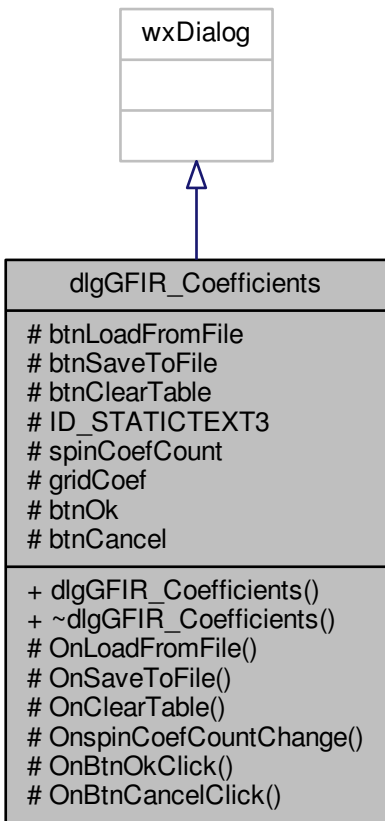 wxDialog
dlgGFIR_Coefficients
# btnLoadFromFile
# btnSaveToFile
# btnClearTable
# ID_STATICTEXT3
# spinCoefCount
# gridCoef
# btnOk
# btnCancel
+ dlgGFIR_Coefficients()
+ ~dlgGFIR_Coefficients()
# OnLoadFromFile()
# OnSaveToFile()
# OnClearTable()
# OnspinCoefCountChange()
# OnBtnOkClick()
# OnBtnCancelClick()